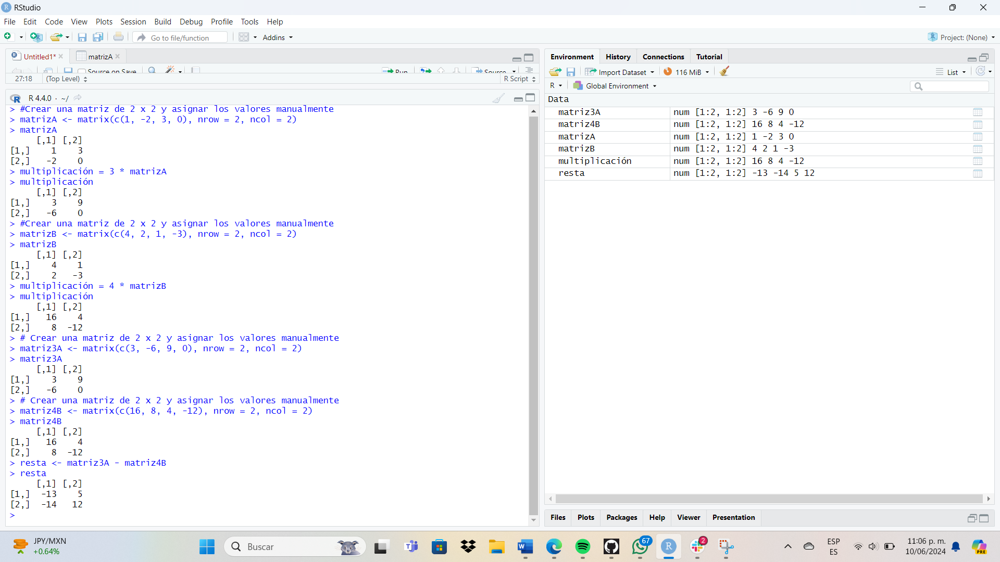 RStudio
File Edit Code View Plots Session Build Debug Profile Tools Help
Go to file/function Addins Project: (None)
Untitled1* matrizA
Source on Save Run Source
27:18 (Top Level) R Script
R 4.4.0 · ~/
> #Crear una matriz de 2 x 2 y asignar los valores manualmente
> matrizA <- matrix(c(1, -2, 3, 0), nrow = 2, ncol = 2)
> matrizA
     [,1] [,2]
[1,]    1    3
[2,]   -2    0
> multiplicación = 3 * matrizA
> multiplicación
     [,1] [,2]
[1,]    3    9
[2,]   -6    0
> #Crear una matriz de 2 x 2 y asignar los valores manualmente
> matrizB <- matrix(c(4, 2, 1, -3), nrow = 2, ncol = 2)
> matrizB
     [,1] [,2]
[1,]    4    1
[2,]    2   -3
> multiplicación = 4 * matrizB
> multiplicación
     [,1] [,2]
[1,]   16    4
[2,]    8  -12
> # Crear una matriz de 2 x 2 y asignar los valores manualmente
> matriz3A <- matrix(c(3, -6, 9, 0), nrow = 2, ncol = 2)
> matriz3A
     [,1] [,2]
[1,]    3    9
[2,]   -6    0
> # Crear una matriz de 2 x 2 y asignar los valores manualmente
> matriz4B <- matrix(c(16, 8, 4, -12), nrow = 2, ncol = 2)
> matriz4B
     [,1] [,2]
[1,]   16    4
[2,]    8  -12
> resta <- matriz3A - matriz4B
> resta
     [,1] [,2]
[1,]  -13    5
[2,]  -14   12
>
Environment History Connections Tutorial
Import Dataset 116 MiB List
R Global Environment
Data
matriz3A num [1:2, 1:2] 3 -6 9 0
matriz4B num [1:2, 1:2] 16 8 4 -12
matrizA num [1:2, 1:2] 1 -2 3 0
matrizB num [1:2, 1:2] 4 2 1 -3
multiplicación num [1:2, 1:2] 16 8 4 -12
resta num [1:2, 1:2] -13 -14 5 12
Files Plots Packages Help Viewer Presentation
JPY/MXN
+0.64%
Buscar
67
2
ESP
ES
11:06 p. m.
10/06/2024
PRE